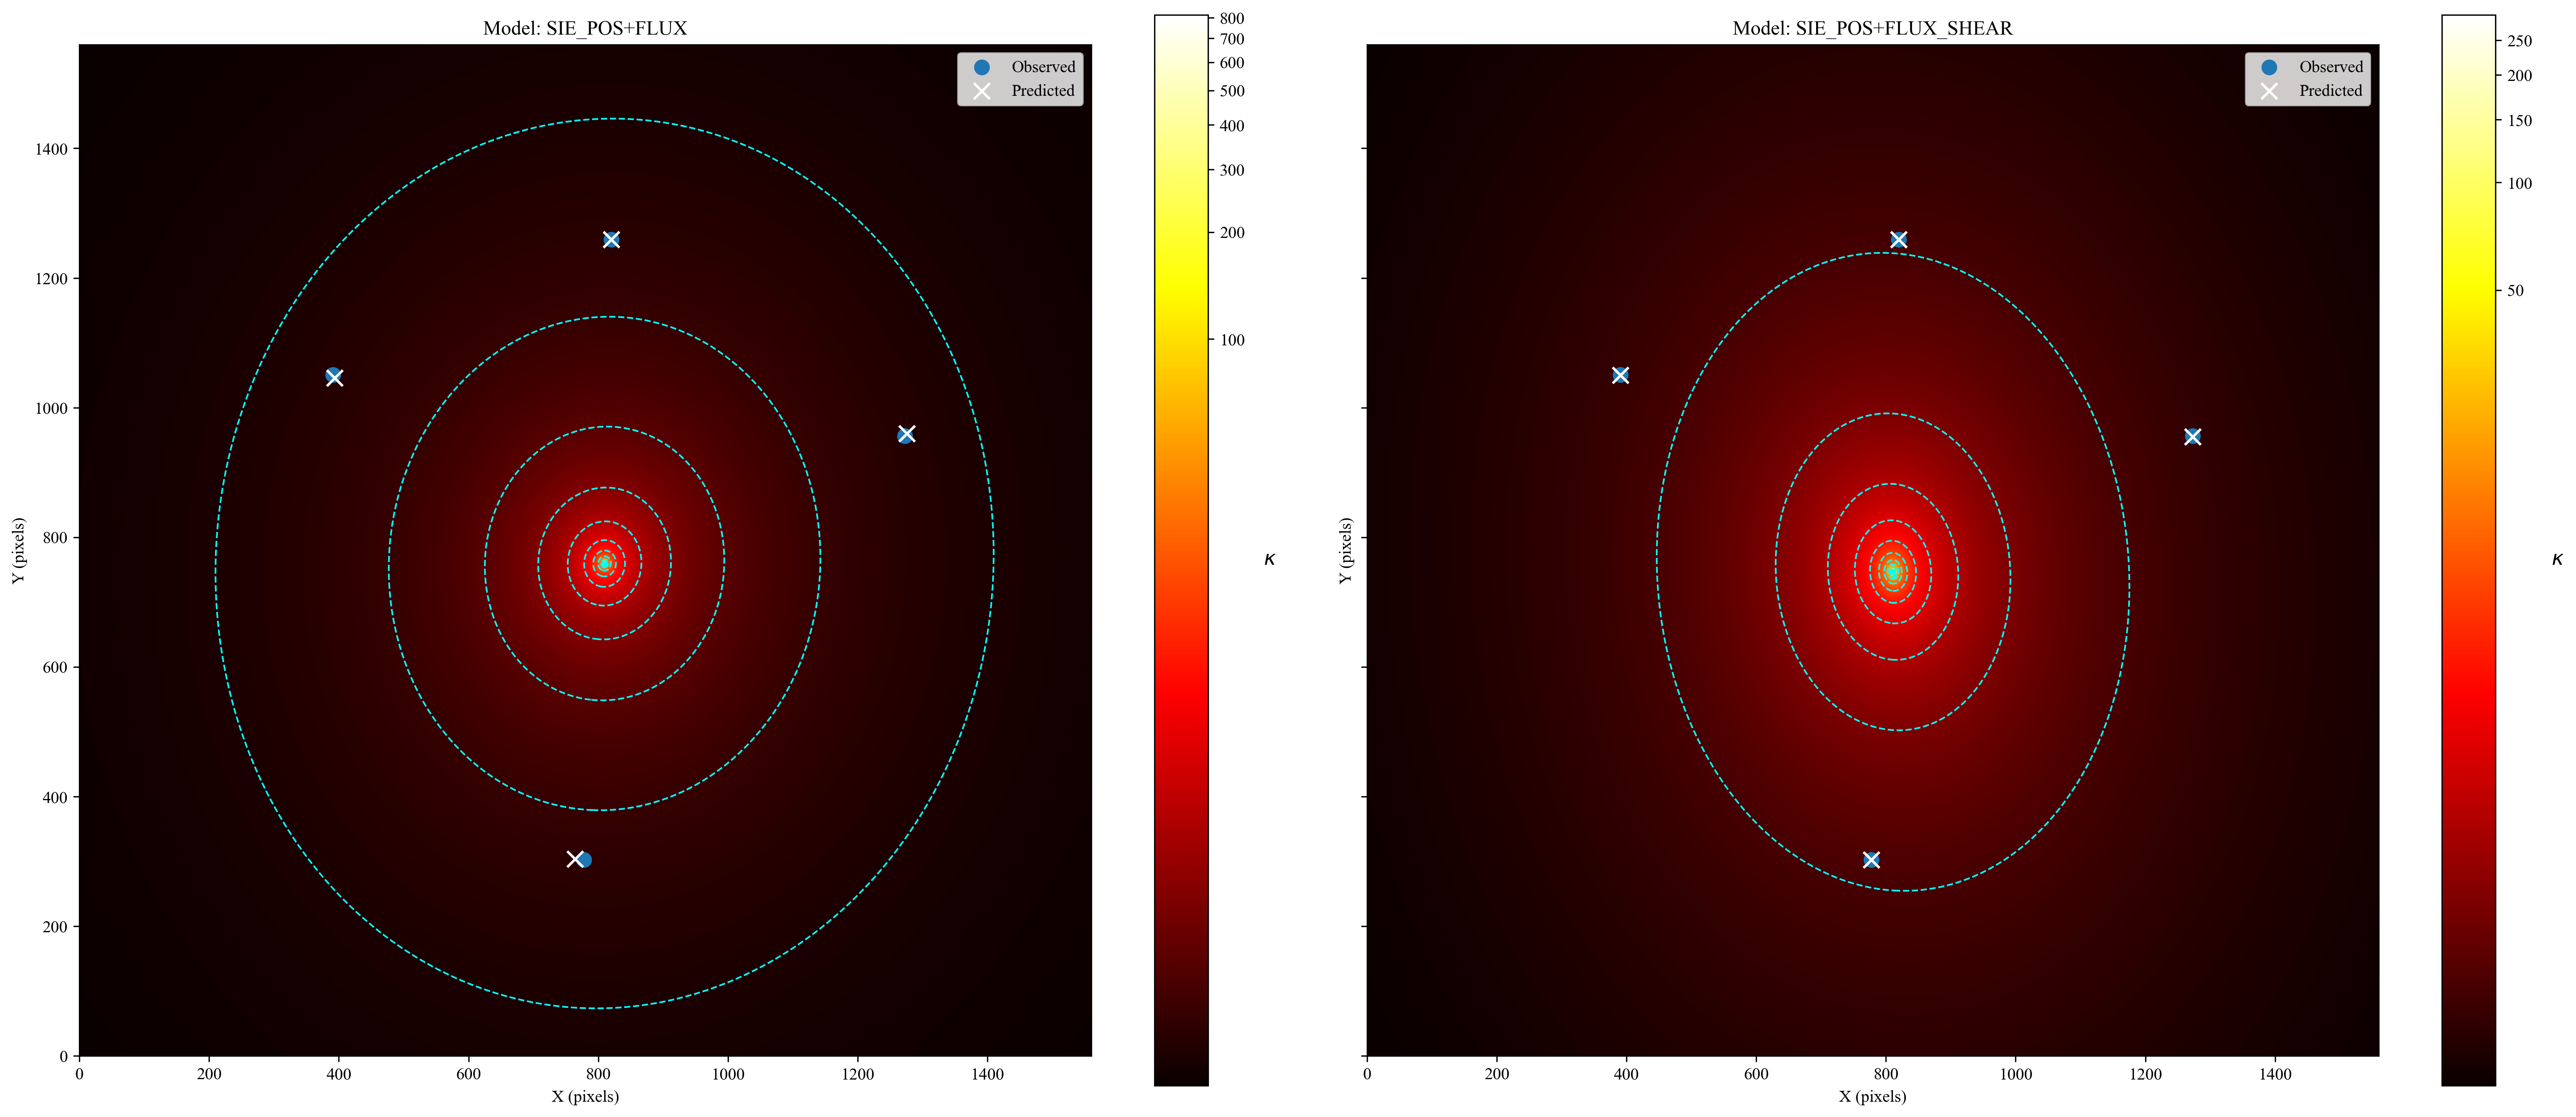 Model: SIE_POS+FLUX
Observed
Predicted
1400
1200
1000
800
600
400
200
0
Y (pixels)
0 200 400 600 800 1000 1200 1400
X (pixels)
800
700
600
500
400
300
200
100
κ
Model: SIE_POS+FLUX_SHEAR
Observed
Predicted
Y (pixels)
0 200 400 600 800 1000 1200 1400
X (pixels)
250
200
150
100
50
κ